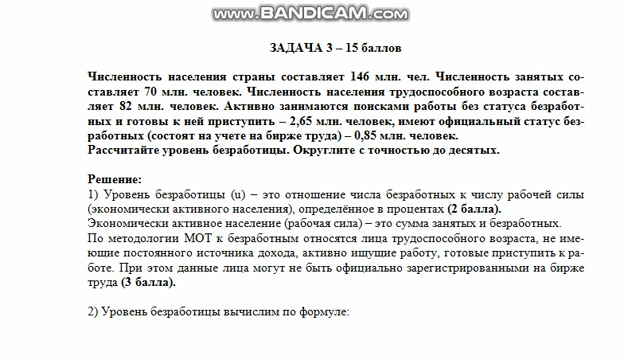 www.BANDICAM.com
ЗАДАЧА 3 – 15 баллов
Численность населения страны составляет 146 млн. чел. Численность занятых со-
ставляет 70 млн. человек. Численность населения трудоспособного возраста состав-
ляет 82 млн. человек. Активно занимаются поисками работы без статуса безработ-
ных и готовы к ней приступить – 2,65 млн. человек, имеют официальный статус без-
работных (состоят на учете на бирже труда) – 0,85 млн. человек.
Рассчитайте уровень безработицы. Округлите с точностью до десятых.
Решение:
1) Уровень безработицы (u) – это отношение числа безработных к числу рабочей силы
(экономически активного населения), определённое в процентах (2 балла).
Экономически активное население (рабочая сила) – это сумма занятых и безработных.
По методологии МОТ к безработным относятся лица трудоспособного возраста, не име-
ющие постоянного источника дохода, активно ищущие работу, готовые приступить к ра-
боте. При этом данные лица могут не быть официально зарегистрированными на бирже
труда (3 балла).
2) Уровень безработицы вычислим по формуле: